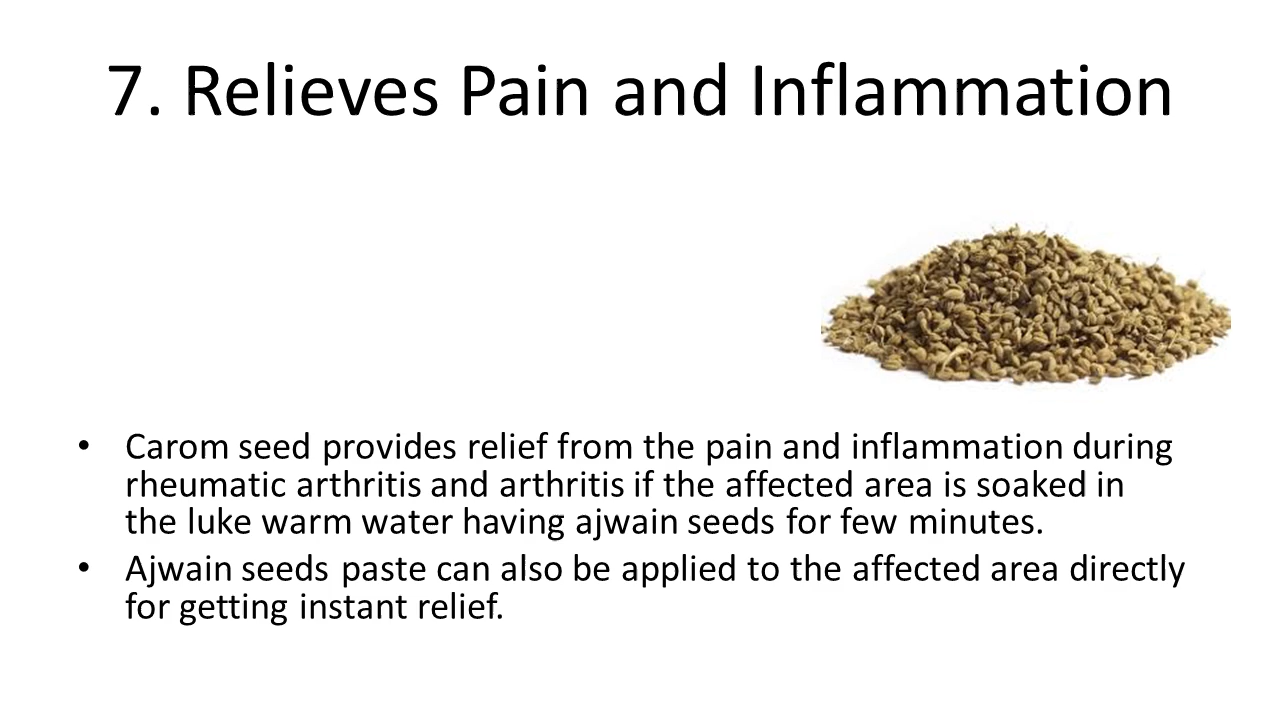 7. Relieves Pain and Inflammation
• Carom seed provides relief from the pain and inflammation during
rheumatic arthritis and arthritis if the affected area is soaked in
the luke warm water having ajwain seeds for few minutes.
• Ajwain seeds paste can also be applied to the affected area directly
for getting instant relief.